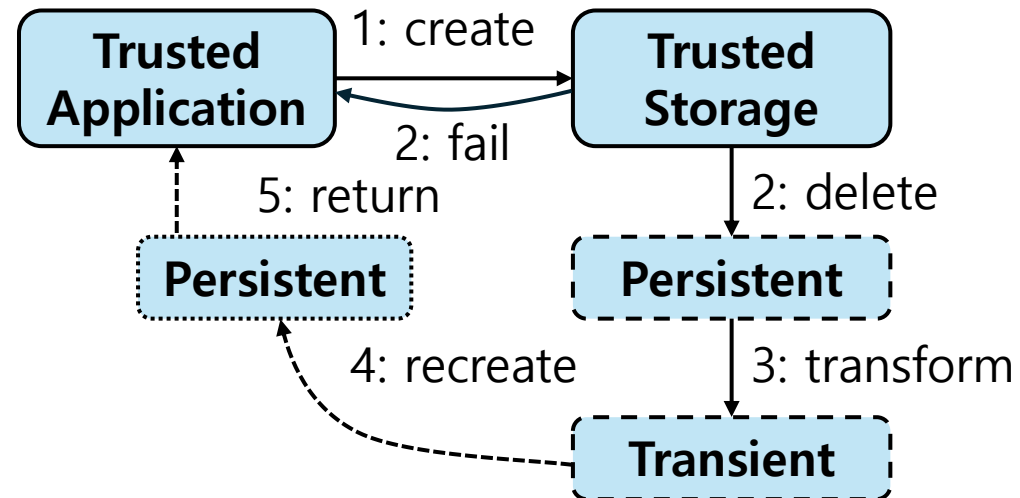 Trusted
Application
1: create
Trusted
Storage
2: fail
5: return
2: delete
Persistent
Persistent
4: recreate
3: transform
Transient